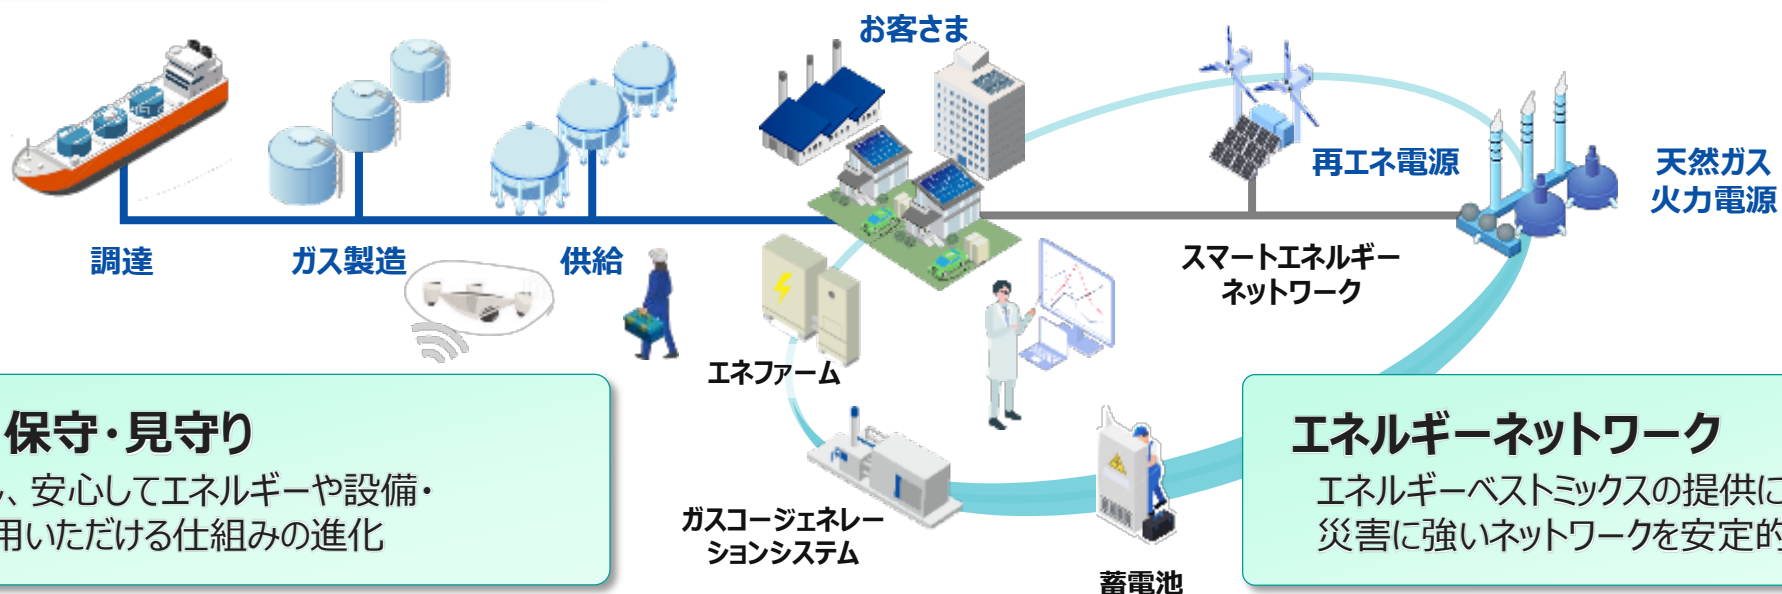 お客さま
再エネ電源
天然ガス
火力電源
調達
ガス製造
供給
スマートエネルギー
ネットワーク
エネファーム
保守・見守り
安心してエネルギーや設備・
用いただける仕組みの進化
ガスコージェネレー
ションシステム
蓄電池
エネルギーネットワーク
エネルギーベストミックスの提供に
災害に強いネットワークを安定的